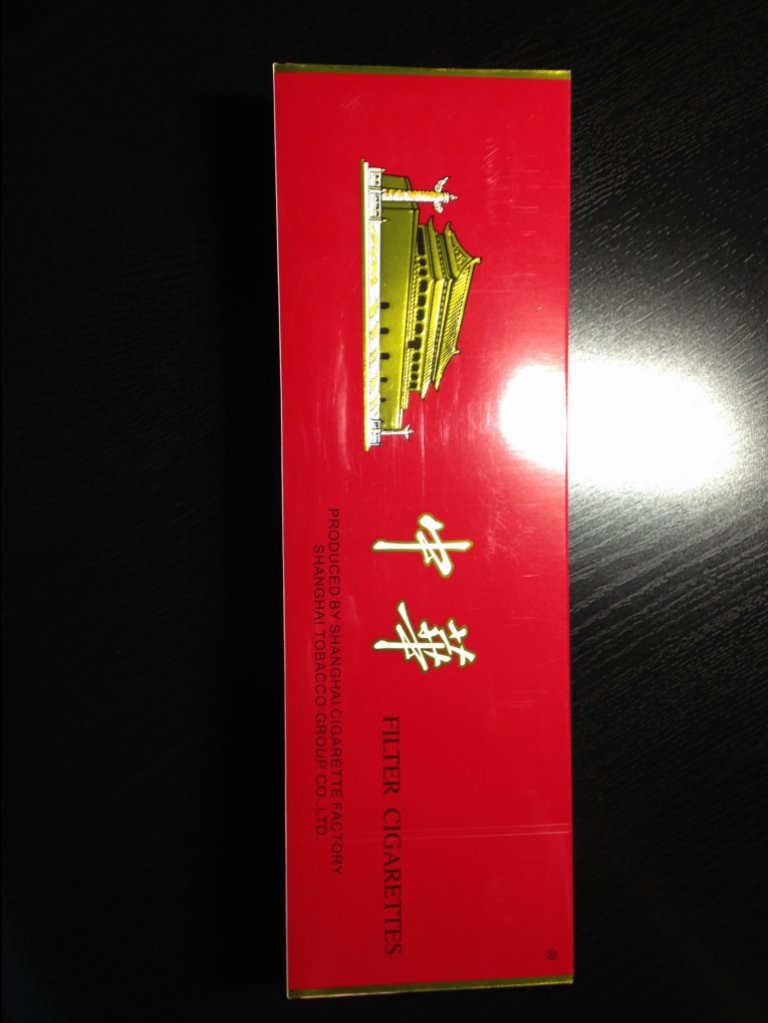 中華
FILTER CIGARETTES
PRODUCED BY SHANGHAI CIGARETTE FACTORY
SHANGHAI TOBACCO GROUP CO.,LTD.
®